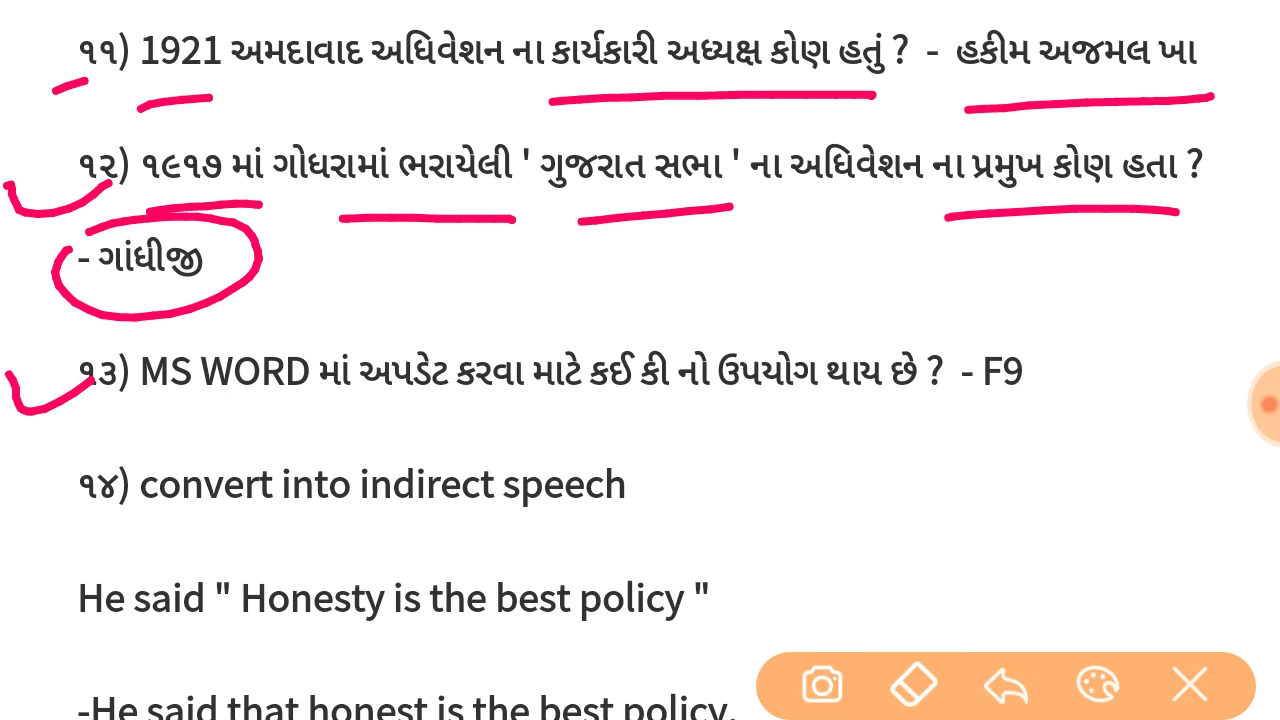 ૧૧) 1921 અમદાવાદ અધિવેશન ના કાર્યકારી અધ્યક્ષ કોણ હતું ? - હકીમ અજમલ ખા
૧૨) ૧૯૧૭ માં ગોધરામાં ભરાયેલી ' ગુજરાત સભા ' ના અધિવેશન ના પ્રમુખ કોણ હતા ?
- ગાંધીજી
૧૩) MS WORD માં અપડેટ કરવા માટે કઈ કી નો ઉપયોગ થાય છે ? - F9
૧૪) convert into indirect speech
He said " Honesty is the best policy "
-He said that honest is the best policy.